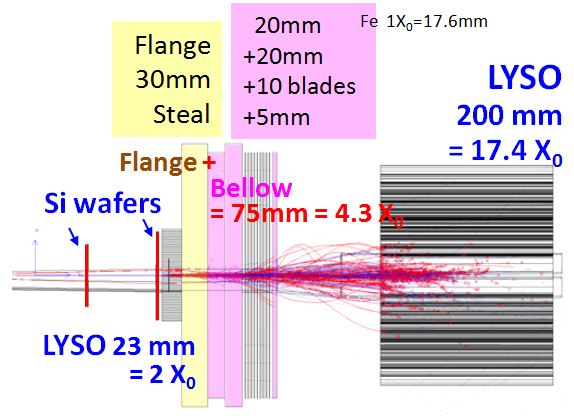 Flange
30mm
Steal
20mm
+20mm
+10 blades
+5mm
Fe 1X₀=17.6mm
LYSO
200 mm
= 17.4 X₀
Flange +
Bellow
= 75mm = 4.3 X₀
Si wafers
LYSO 23 mm
= 2 X₀